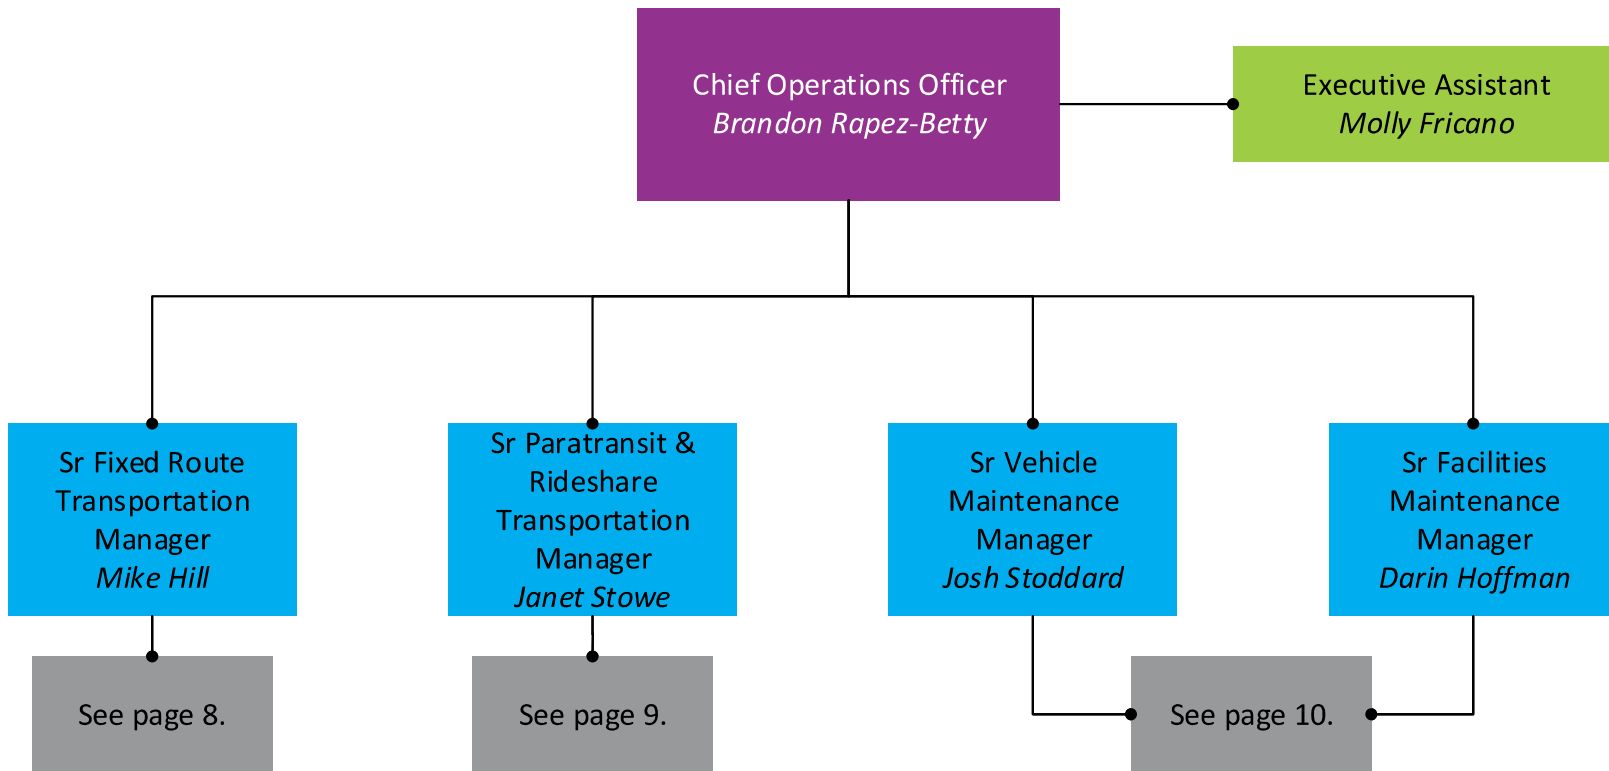 Chief Operations Officer
Brandon Rapez-Betty
Executive Assistant
Molly Fricano
Sr Fixed Route
Transportation
Manager
Mike Hill
Sr Paratransit &
Rideshare
Transportation
Manager
Janet Stowe
Sr Vehicle
Maintenance
Manager
Josh Stoddard
Sr Facilities
Maintenance
Manager
Darin Hoffman
See page 8.
See page 9.
See page 10.